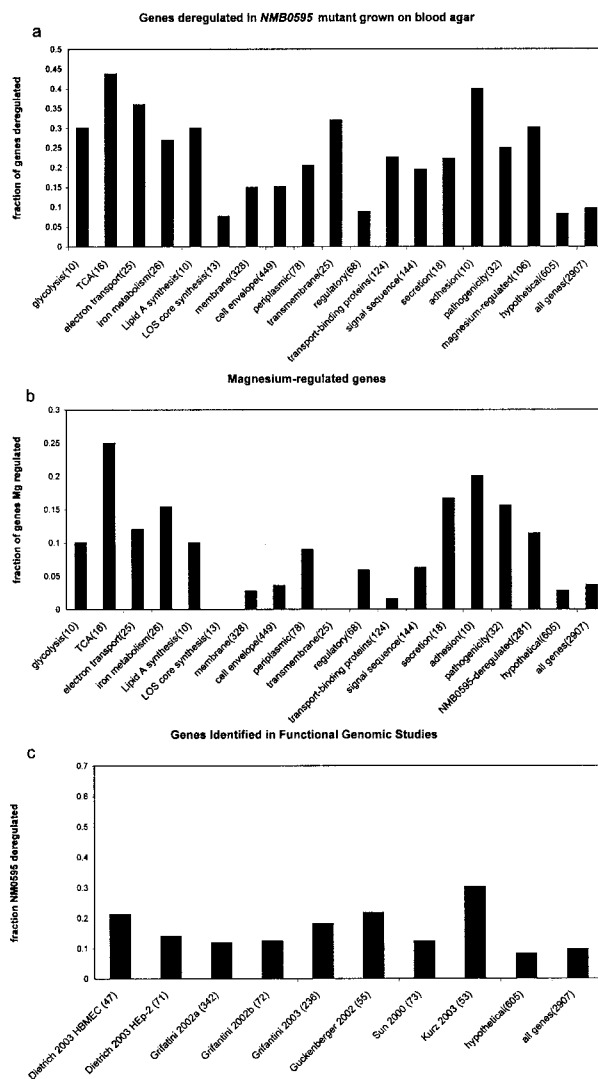 Genes deregulated in NMB0595 mutant grown on blood agar
a
fraction of genes deregulated
0.5
0.45
0.4
0.35
0.3
0.25
0.2
0.15
0.1
0.05
0
glycolysis(10)
TCA(16)
electron transport(25)
iron metabolism(26)
Lipid A synthesis(10)
LOS core synthesis(13)
membrane(328)
cell envelope(449)
periplasmic(78)
transmembrane(25)
regulatory(68)
transport-binding proteins(124)
signal sequence(144)
secretion(18)
adhesion(10)
pathogenicity(32)
magnesium-regulated(106)
hypothetical(605)
all genes(2907)
Magnesium-regulated genes
b
fraction of genes Mg regulated
0.3
0.25
0.2
0.15
0.1
0.05
0
glycolysis(10)
TCA(16)
electron transport(25)
iron metabolism(26)
Lipid A synthesis(10)
LOS core synthesis(13)
membrane(328)
cell envelope(449)
periplasmic(78)
transmembrane(25)
regulatory(68)
transport-binding proteins(124)
signal sequence(144)
secretion(18)
adhesion(10)
pathogenicity(32)
NMB0595-deregulated(281)
hypothetical(605)
all genes(2907)
Genes Identified in Functional Genomic Studies
c
fraction NM0595 deregulated
0.7
0.6
0.5
0.4
0.3
0.2
0.1
0
Dietrich 2003 HBMEC (47)
Dietrich 2003 HEp-2 (71)
Grifatini 2002a (342)
Grifantini 2002b (72)
Grifantini 2003 (236)
Guckenberger 2002 (55)
Sun 2000 (73)
Kurz 2003 (53)
hypothetical(605)
all genes(2907)